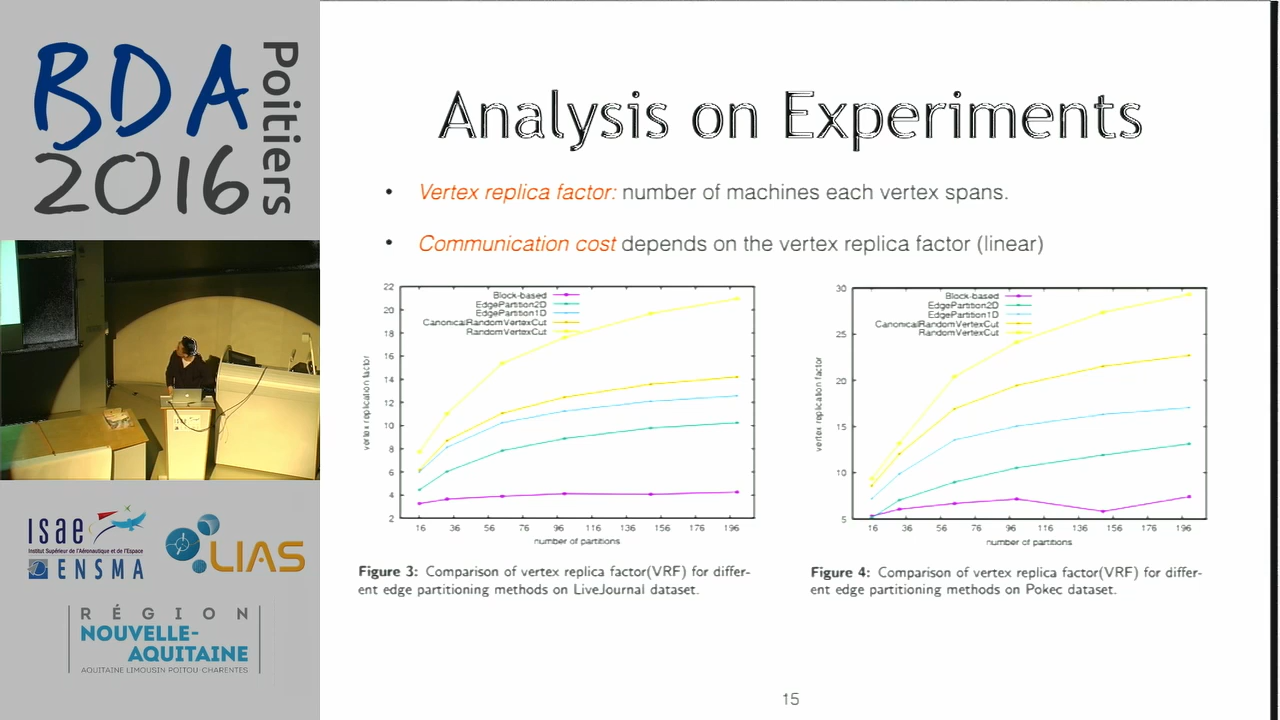 BDA
2016
Poitiers
isae
Institut Supérieur de l'Aéronautique et de l'Espace
ENSMA
LIAS
RÉGION
NOUVELLE-
AQUITAINE
AQUITAINE LIMOUSIN POITOU-CHARENTES
Analysis on Experiments
• Vertex replica factor: number of machines each vertex spans.
• Communication cost depends on the vertex replica factor (linear)
22
20
18
16
14
12
10
8
6
4
2
vertex replication factor
Block-based
EdgePartition2D
EdgePartition1D
CanonicalRandomVertexCut
RandomVertexCut
16 36 56 76 96 116 136 156 176 196
number of partitions
Figure 3: Comparison of vertex replica factor(VRF) for differ-
ent edge partitioning methods on LiveJournal dataset.
30
25
20
15
10
5
vertex replication factor
Block-based
EdgePartition2D
EdgePartition1D
CanonicalRandomVertexCut
RandomVertexCut
16 36 56 76 96 116 136 156 176 196
number of partitions
Figure 4: Comparison of vertex replica factor(VRF) for differ-
ent edge partitioning methods on Pokec dataset.
15